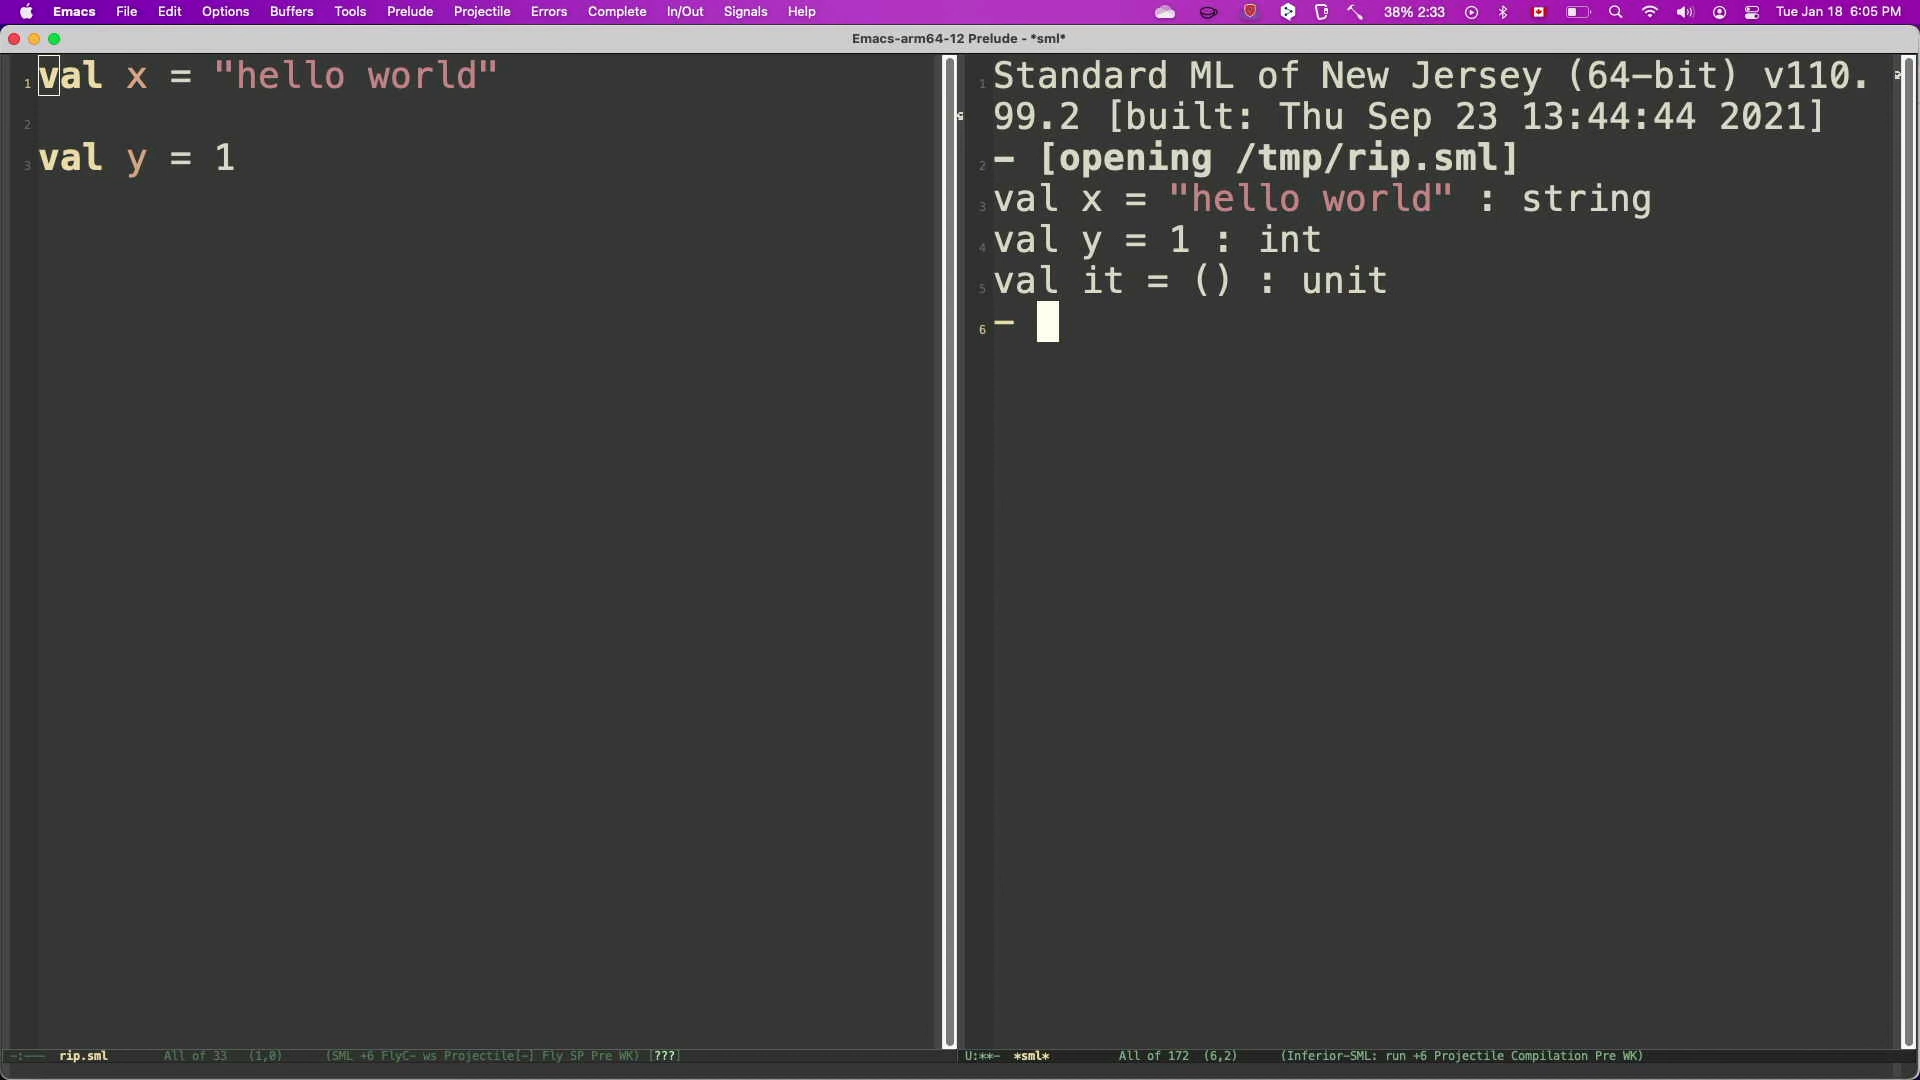 Emacs File Edit Options Buffers Tools Prelude Projectile Errors Complete In/Out Signals Help 38% 2:33 Tue Jan 18 6:05 PM
Emacs-arm64-12 Prelude - *sml*
1 val x = "hello world"
2
3 val y = 1
1 Standard ML of New Jersey (64-bit) v110.
99.2 [built: Thu Sep 23 13:44:44 2021]
2 - [opening /tmp/rip.sml]
3 val x = "hello world" : string
4 val y = 1 : int
5 val it = () : unit
6 -
-:--- rip.sml All of 33 (1,0) (SML +6 FlyC- ws Projectile[-] Fly SP Pre WK) [???]
U:**- *sml* All of 172 (6,2) (Inferior-SML: run +6 Projectile Compilation Pre WK)